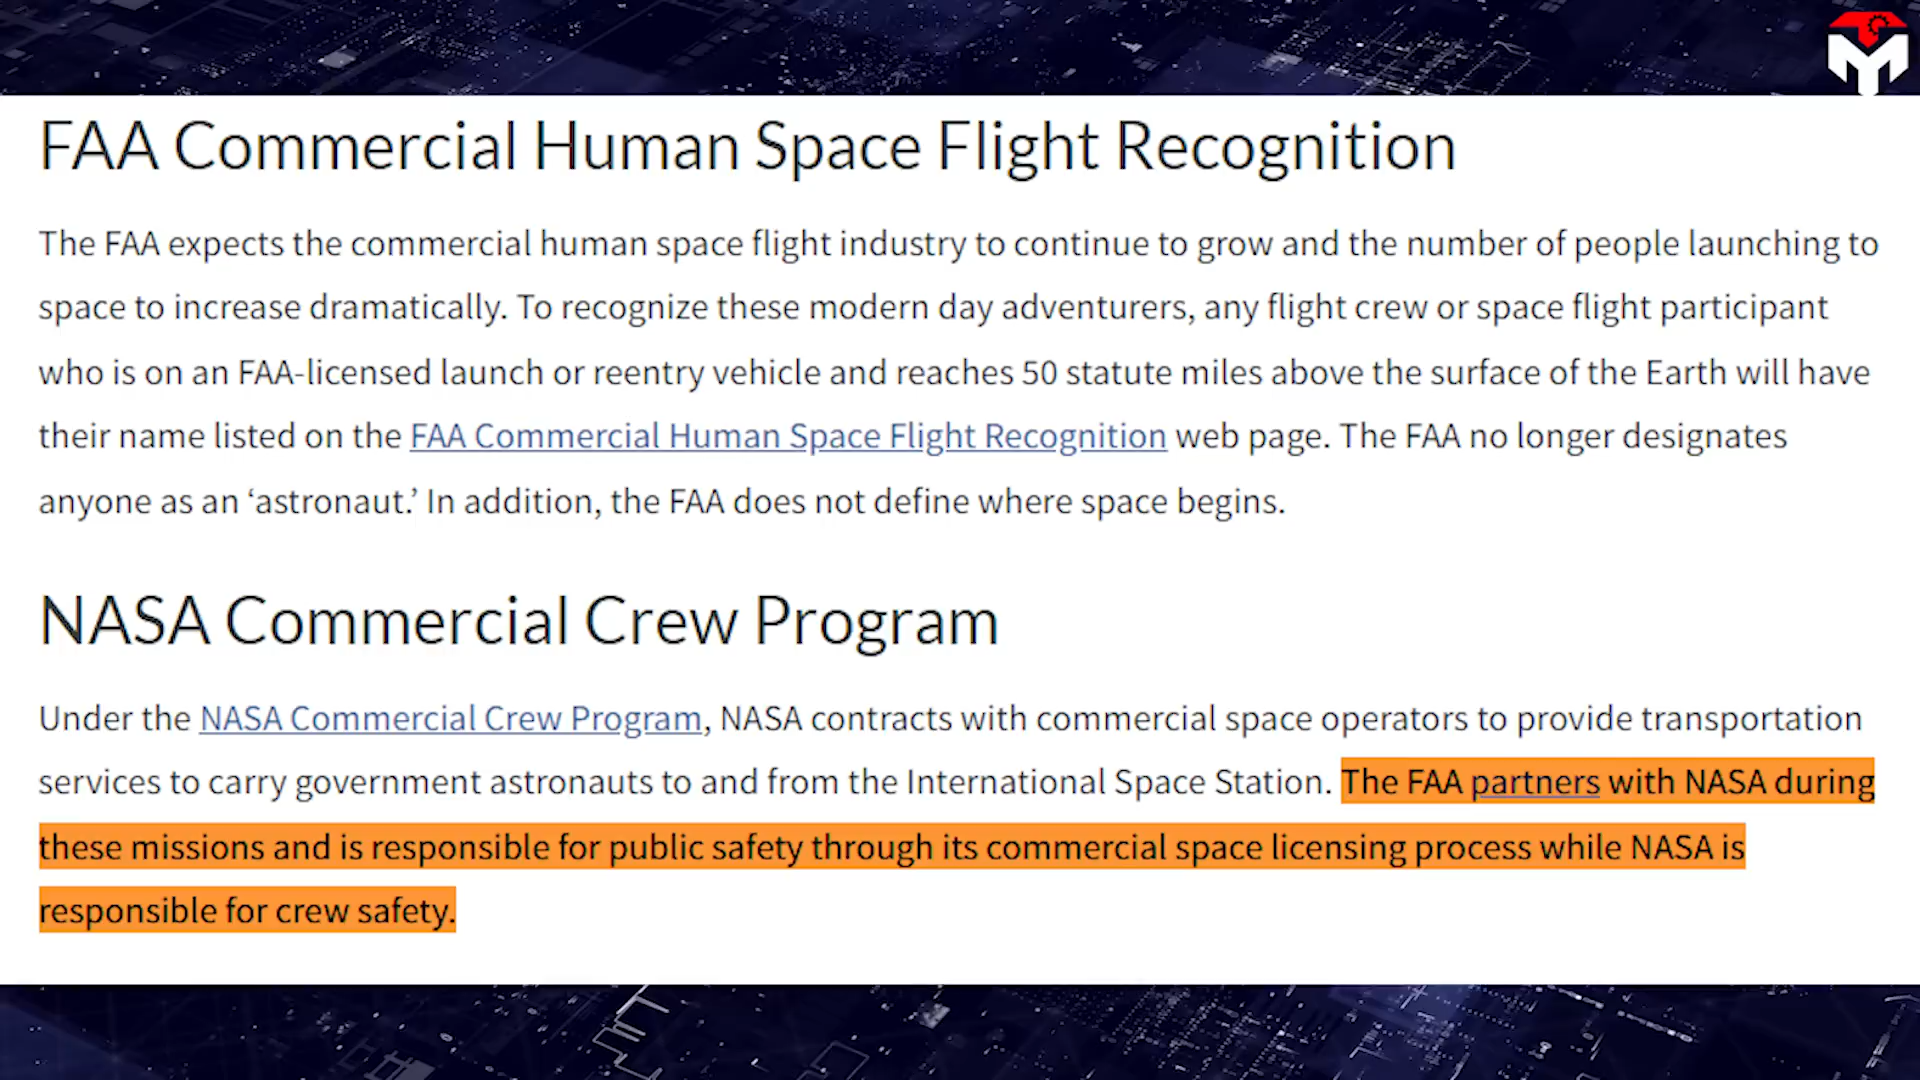 FAA Commercial Human Space Flight Recognition
The FAA expects the commercial human space flight industry to continue to grow and the number of people launching to
space to increase dramatically. To recognize these modern day adventurers, any flight crew or space flight participant
who is on an FAA-licensed launch or reentry vehicle and reaches 50 statute miles above the surface of the Earth will have
their name listed on the FAA Commercial Human Space Flight Recognition web page. The FAA no longer designates
anyone as an ‘astronaut.’ In addition, the FAA does not define where space begins.
NASA Commercial Crew Program
Under the NASA Commercial Crew Program, NASA contracts with commercial space operators to provide transportation
services to carry government astronauts to and from the International Space Station. The FAA partners with NASA during
these missions and is responsible for public safety through its commercial space licensing process while NASA is
responsible for crew safety.